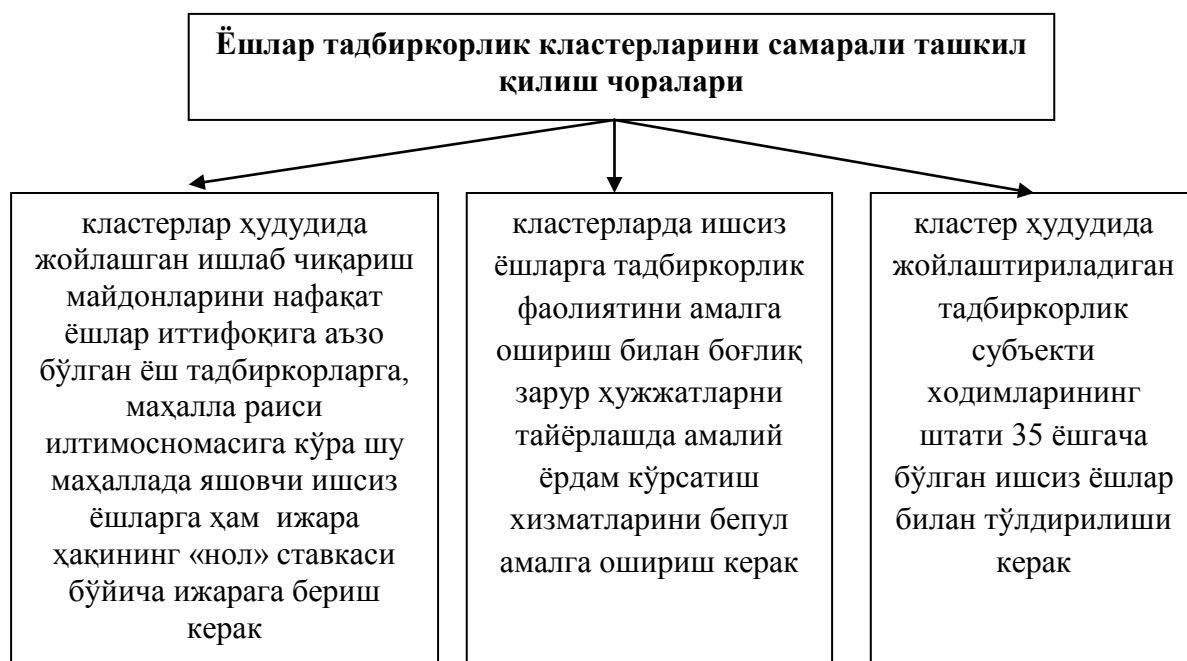 Ёшлар тадбиркорлик кластерларини самарали ташкил
қилиш чоралари
кластерлар ҳудудида
жойлашган ишлаб чиқариш
майдонларини нафақат
ёшлар иттифоқига аъзо
бўлган ёш тадбиркорларга,
маҳалла раиси
илтимосномасига кўра шу
маҳаллада яшовчи ишсиз
ёшларга ҳам ижара
ҳақининг «нол» ставкаси
бўйича ижарага бериш
керак
кластерларда ишсиз
ёшларга тадбиркорлик
фаолиятини амалга
ошириш билан боғлиқ
зарур ҳужжатларни
тайёрлашда амалий
ёрдам кўрсатиш
хизматларини бепул
амалга ошириш керак
кластер ҳудудида
жойлаштириладиган
тадбиркорлик
субъекти
ходимларининг
штати 35 ёшгача
бўлган ишсиз ёшлар
билан тўлдирилиши
керак